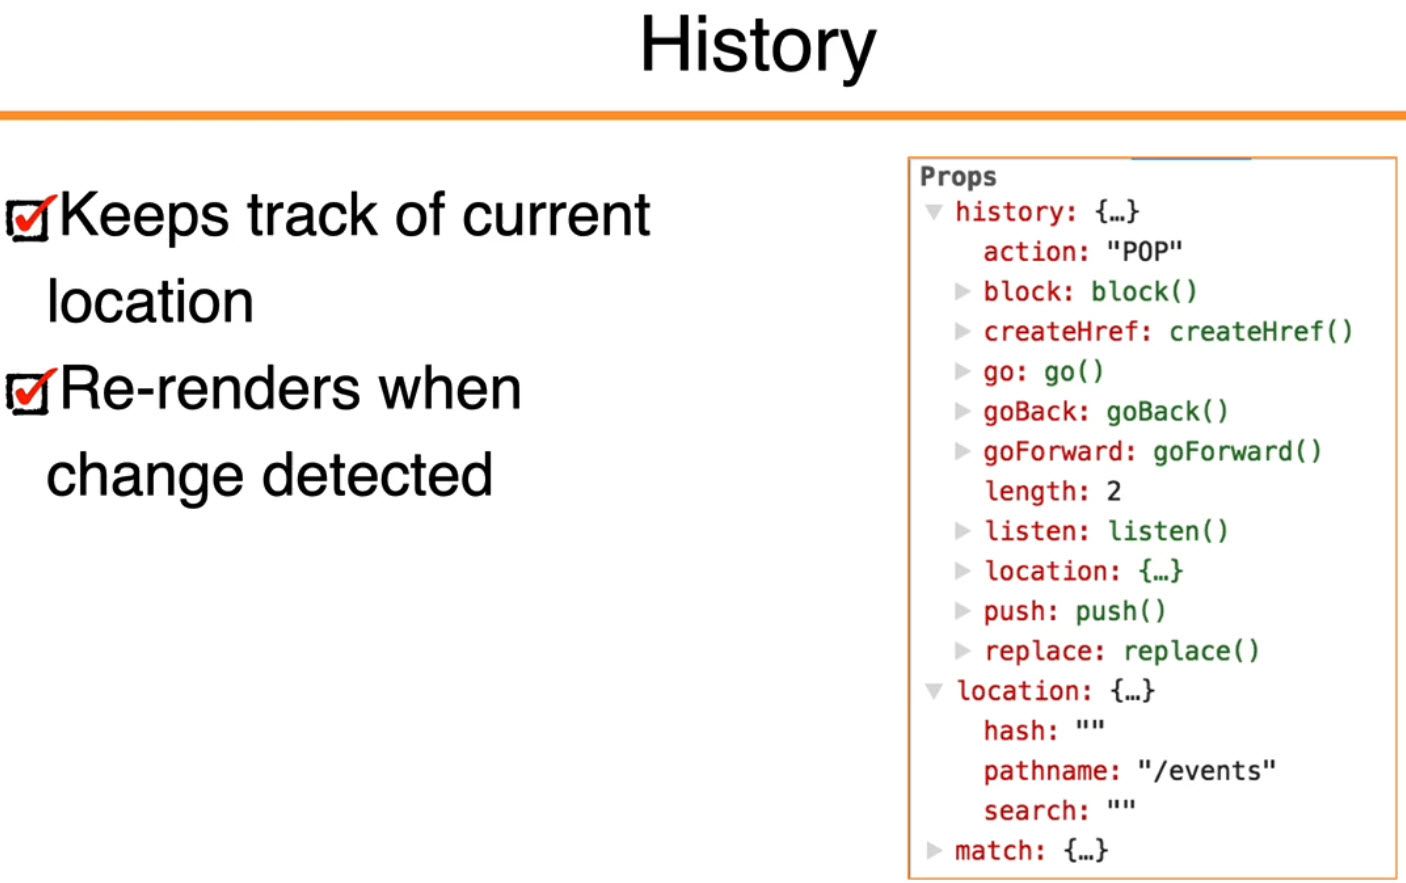 History
Keeps track of current
location
Re-renders when
change detected
Props
history: {…}
action: "POP"
block: block()
createHref: createHref()
go: go()
goBack: goBack()
goForward: goForward()
length: 2
listen: listen()
location: {…}
push: push()
replace: replace()
location: {…}
hash: ""
pathname: "/events"
search: ""
match: {…}